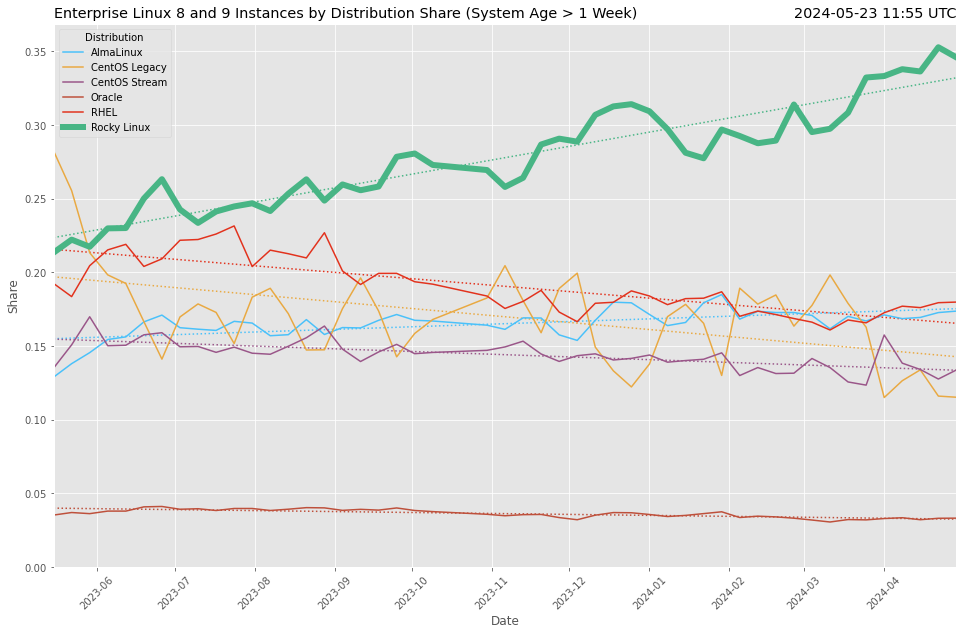 Enterprise Linux 8 and 9 Instances by Distribution Share (System Age > 1 Week)
2024-05-23 11:55 UTC
Distribution
AlmaLinux
CentOS Legacy
CentOS Stream
Oracle
RHEL
Rocky Linux
Share
0.35
0.30
0.25
0.20
0.15
0.10
0.05
0.00
2023-06
2023-07
2023-08
2023-09
2023-10
2023-11
2023-12
2024-01
2024-02
2024-03
2024-04
Date